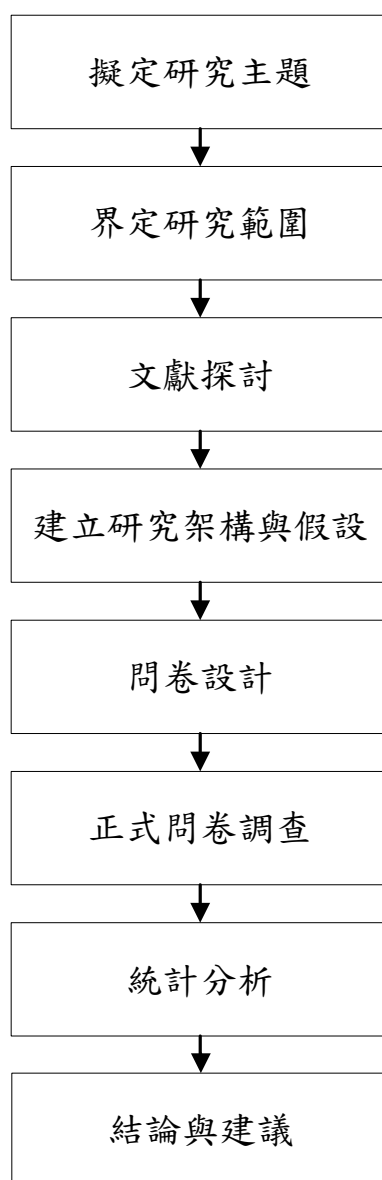 擬定研究主題
界定研究範圍
文獻探討
建立研究架構與假設
問卷設計
正式問卷調查
統計分析
結論與建議